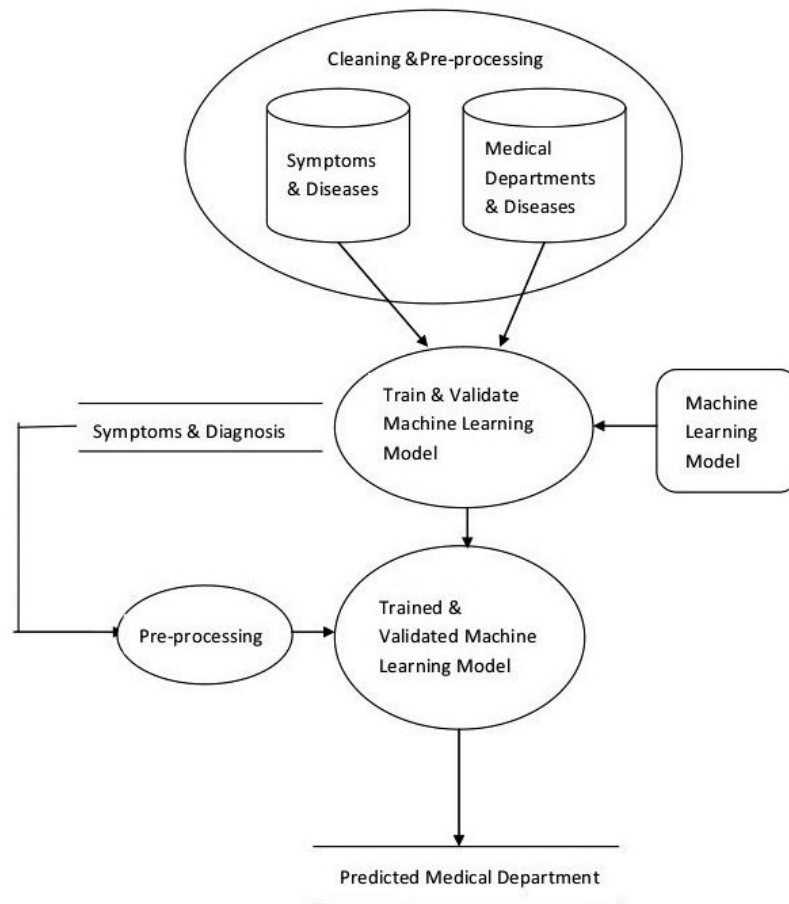 Cleaning &Pre-processing
Symptoms
& Diseases
Medical
Departments
& Diseases
Train & Validate
Machine Learning
Model
Machine
Learning
Model
Symptoms & Diagnosis
Trained &
Validated Machine
Learning Model
Pre-processing
Predicted Medical Department